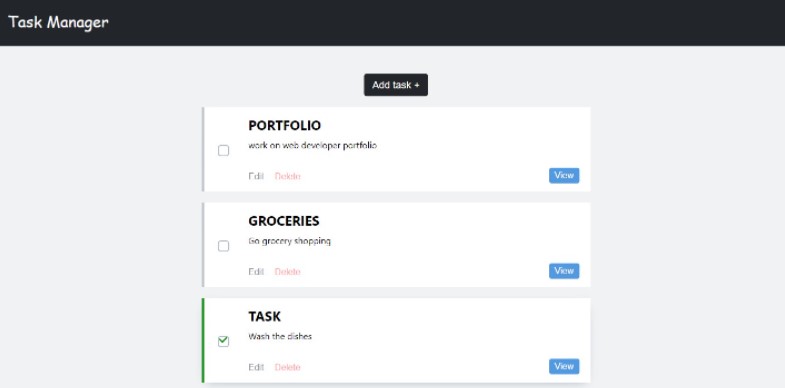 Task Manager
Add task +
PORTFOLIO
work on web developer portfolio
Edit Delete View
GROCERIES
Go grocery shopping
Edit Delete View
TASK
Wash the dishes
Edit Delete View